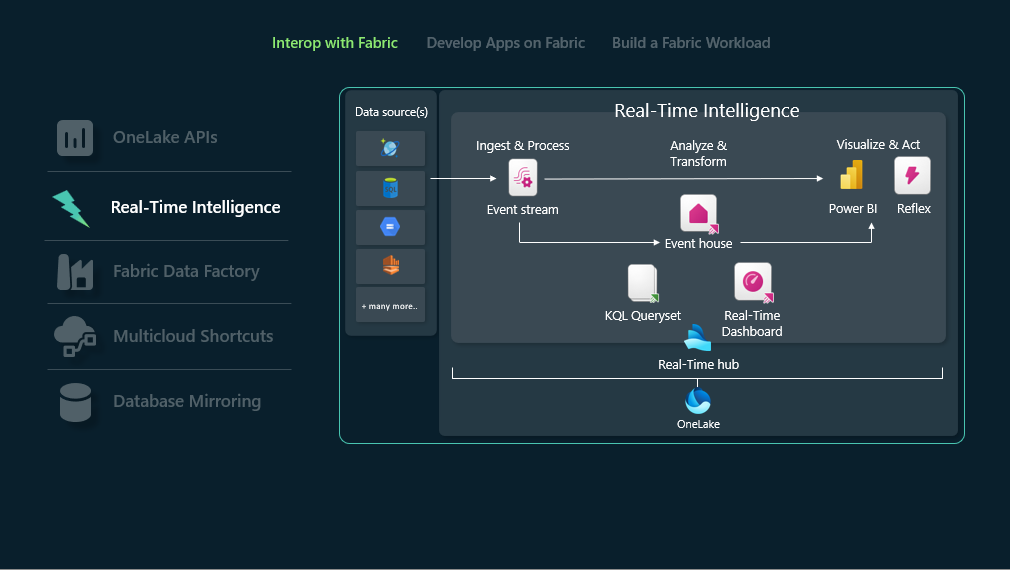 Interop with Fabric
Develop Apps on Fabric
Build a Fabric Workload
OneLake APIs
Real-Time Intelligence
Fabric Data Factory
Multicloud Shortcuts
Database Mirroring
Data source(s)
+ many more..
Real-Time Intelligence
Ingest & Process
Analyze &
Transform
Visualize & Act
Event stream
Power BI
Reflex
Event house
KQL Queryset
Real-Time
Dashboard
Real-Time hub
OneLake